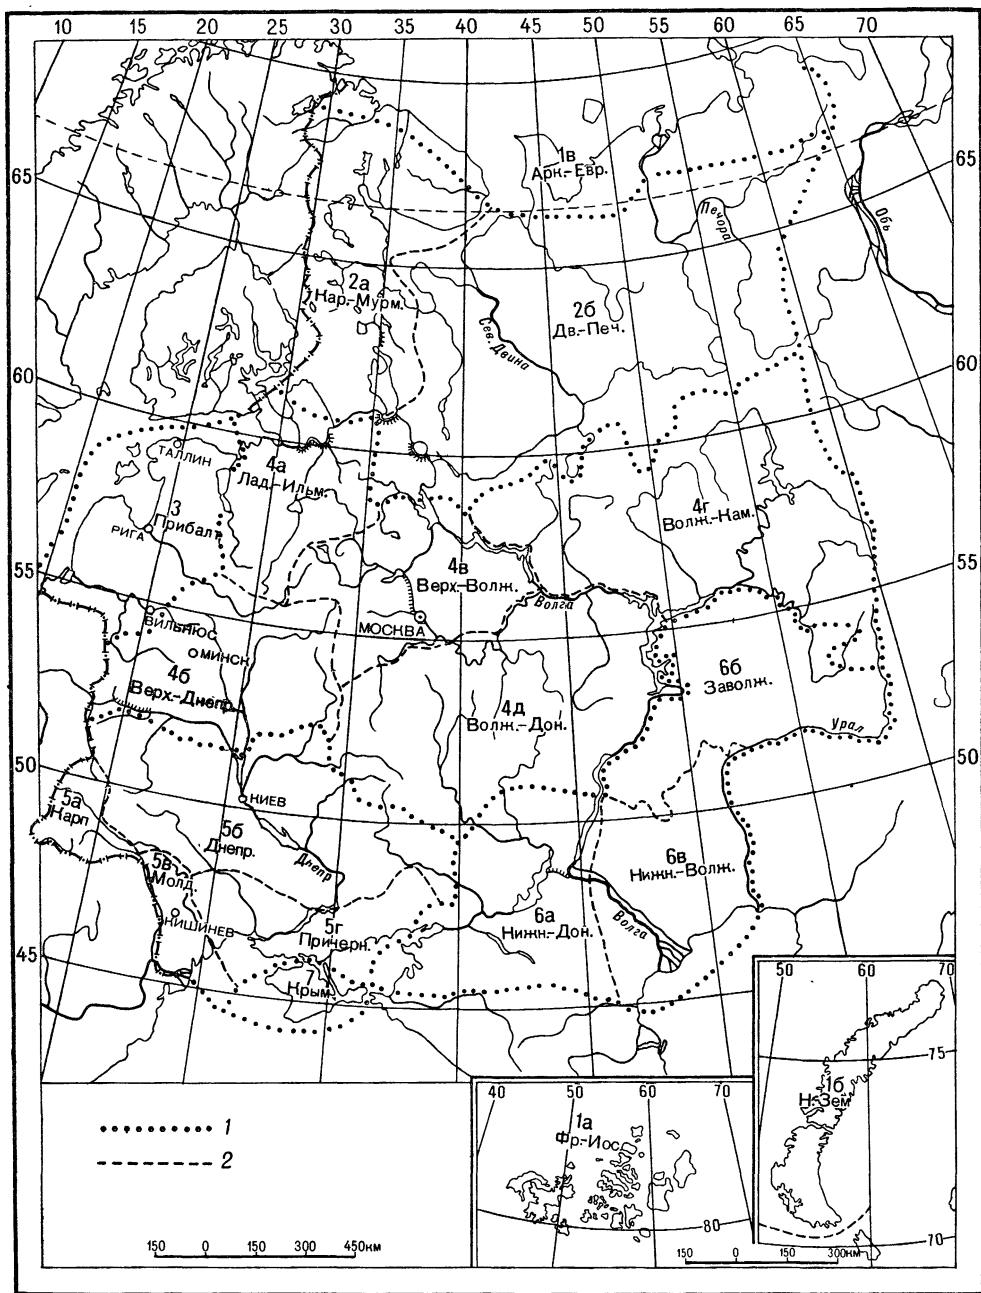 10 15 20 25 30 35 40 45 50 55 60 65 70
65
65
1в
Арк.-Евр.
Печора
Обь
2а
Кар.-Мурм.
2б
Дв.-Печ.
Сев. Двина
60
60
ТАЛЛИН
4а
Лад.-Ильм.
3
Прибалт.
4г
Волж.-Кам.
РИГА
4в
Верх.-Волж.
55
55
Волга
МОСКВА
ВИЛЬНЮС
МИНСК
4б
Верх.-Днепр.
6б
Заволж.
4д
Волж.-Дон.
Урал
50
50
5а
Карп
КИЕВ
5б
Днепр.
Днепр
6в
Нижн.-Волж.
5в
Молд.
КИШИНЕВ
5г
Причерн.
6а
Нижн.-Дон.
Волга
45
7
Крым.
50 60 70
75
1б
Н.-Зем
70
40 50 60 70
1а
Фр.-Иос.
80
1
2
150 0 150 300 450км
150 0 150 300км